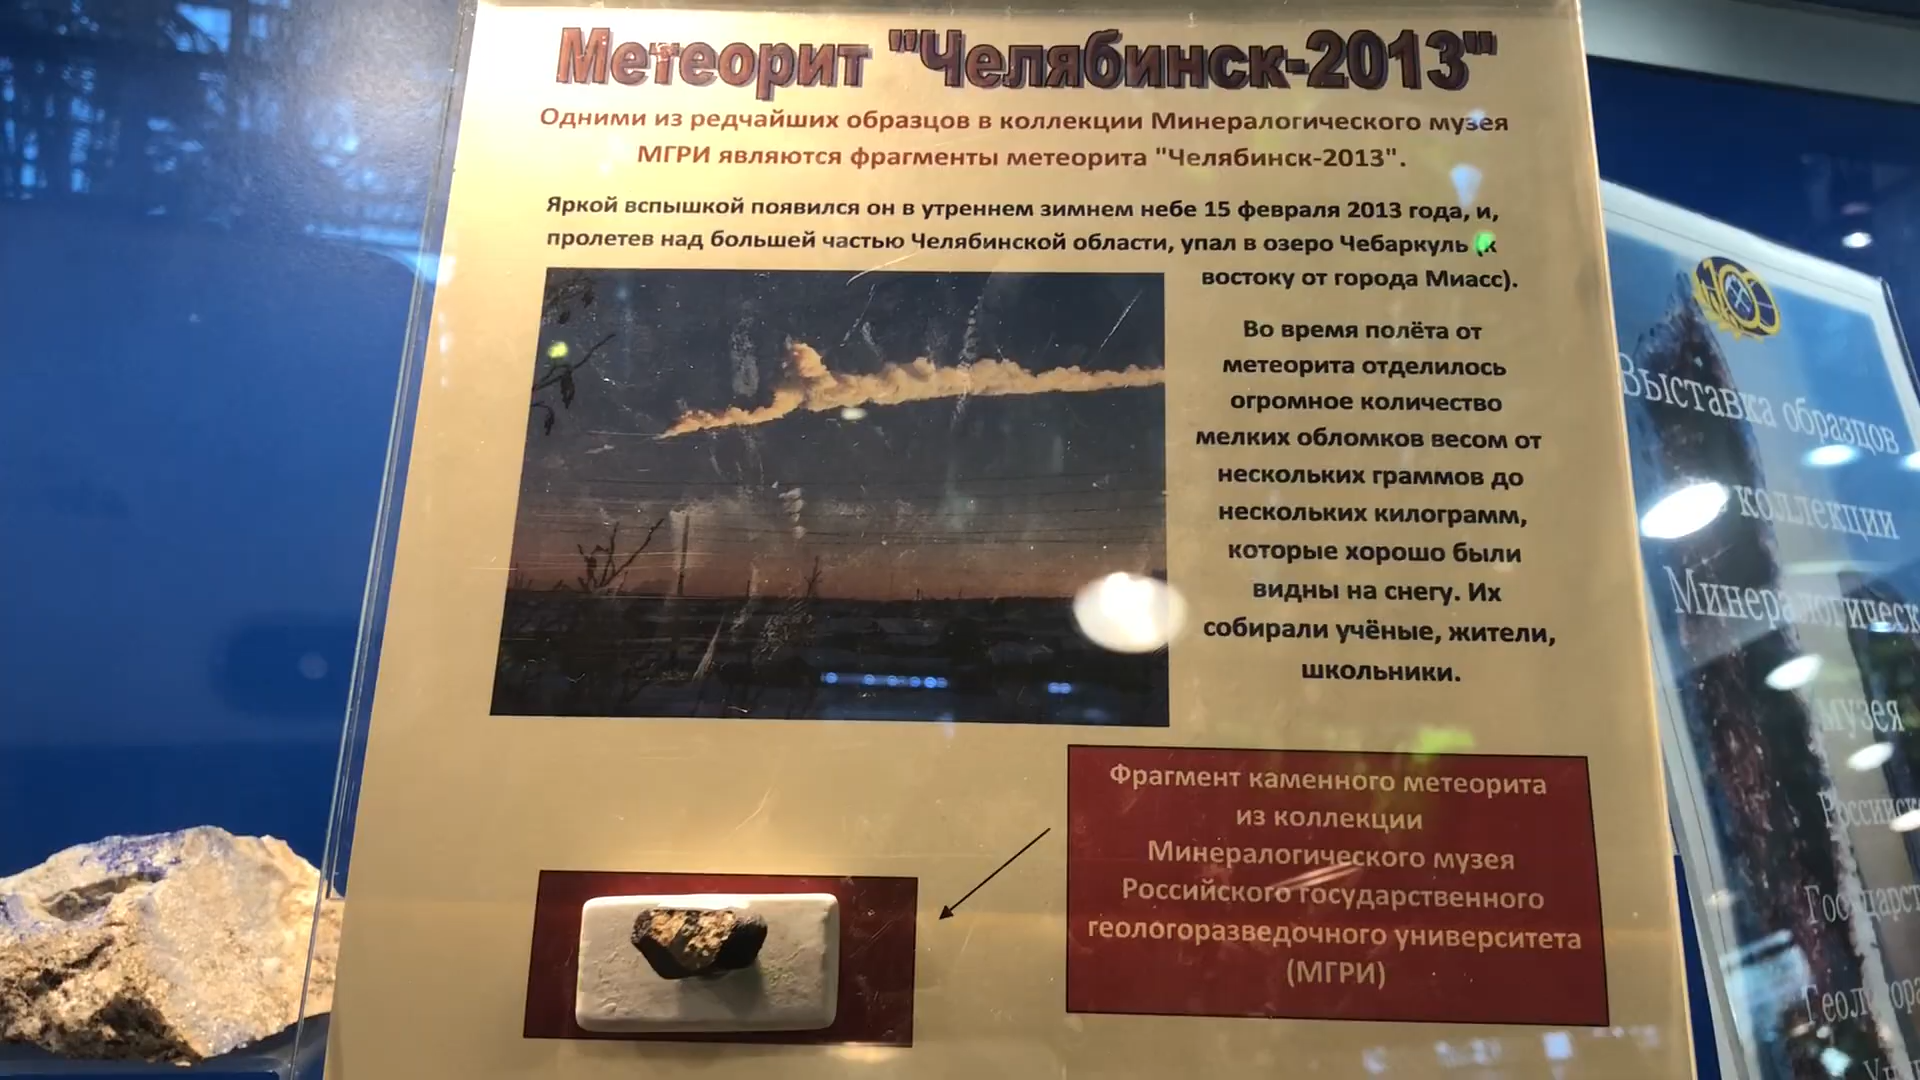 Метеорит "Челябинск-2013"
Одними из редчайших образцов в коллекции Минералогического музея
МГРИ являются фрагменты метеорита "Челябинск-2013".
Яркой вспышкой появился он в утреннем зимнем небе 15 февраля 2013 года, и,
пролетев над большей частью Челябинской области, упал в озеро Чебаркуль (к
востоку от города Миасс).
Во время полёта от
метеорита отделилось
огромное количество
мелких обломков весом от
нескольких граммов до
нескольких килограмм,
которые хорошо были
видны на снегу. Их
собирали учёные, жители,
школьники.
Фрагмент каменного метеорита
из коллекции
Минералогического музея
Российского государственного
геологоразведочного университета
(МГРИ)
100
Выставка образцов
коллекции
Минералогическ
музея